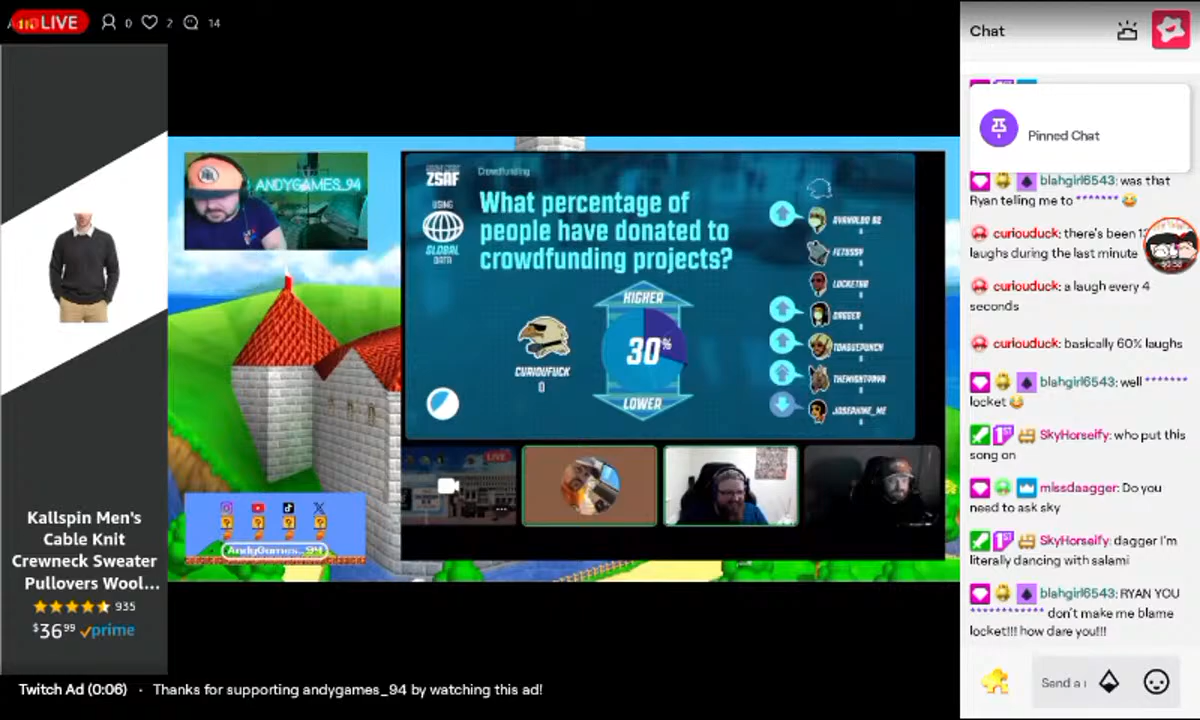 LIVE
0
2
14
Chat
Pinned Chat
blahgirl6543: was that
Ryan telling me to *******
curiouduck: there's been
laughs during the last minute
curiouduck: a laugh every 4
seconds
curiouduck: basically 60% laughs
blahgirl6543: well *******
locket
SkyHorseify: who put this
song on
missdaagger: Do you
need to ask sky
SkyHorseify: dagger I'm
literally dancing with salami
blahgirl6543: RYAN YOU
************ don't make me blame
locket!!! how dare you!!!
Send a
ANDYGAMES_94
ZSAF
USING
GLOBAL
DATA
Crowdfunding
What percentage of
people have donated to
crowdfunding projects?
HIGHER
30%
LOWER
CURIOUFUCK
0
FETUSSY
LOCKETUB
DAGGER
TONGUEPUNCH
JOSEPHINE_ME
LIVE
AndyGames_94
Kallspin Men's
Cable Knit
Crewneck Sweater
Pullovers Wool...
935
$36.99 prime
Twitch Ad (0:06) · Thanks for supporting andygames_94 by watching this ad!